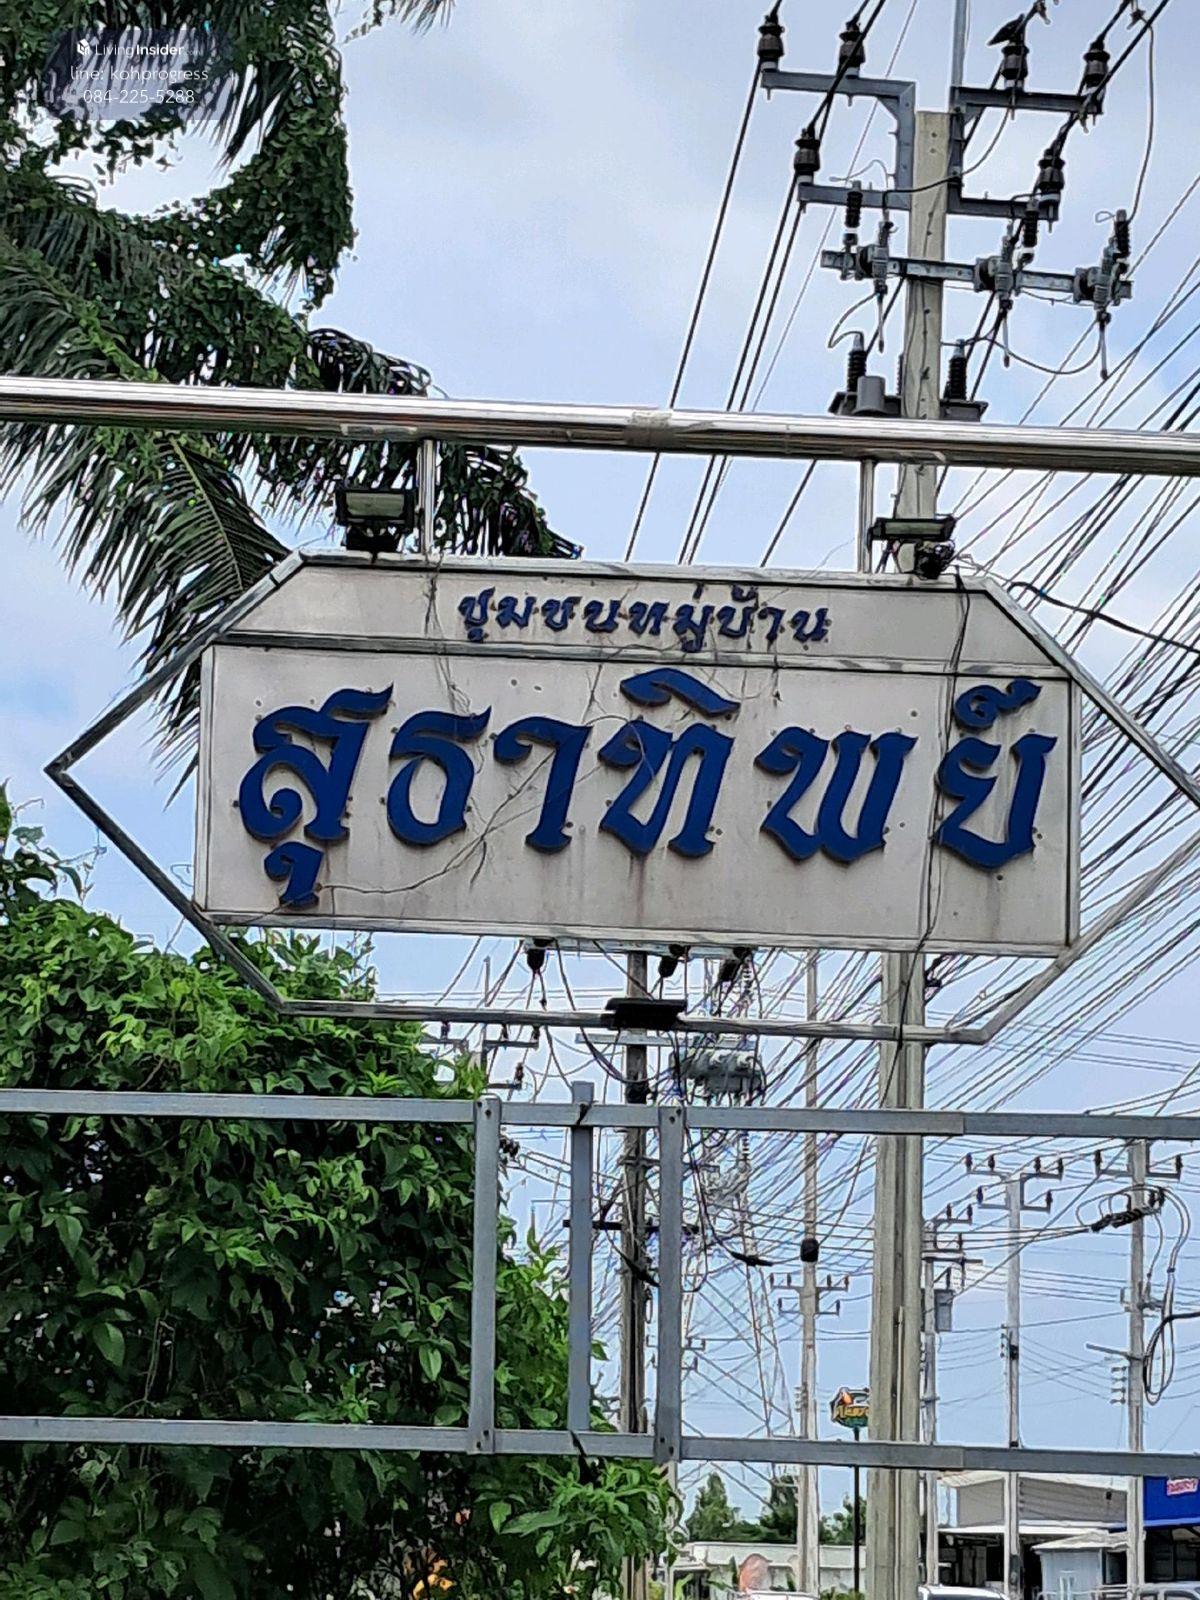 LivingInsider.com
line: kohprogress
084-225-5288
ชุมชนหมู่บ้าน
สุธาทิพย์